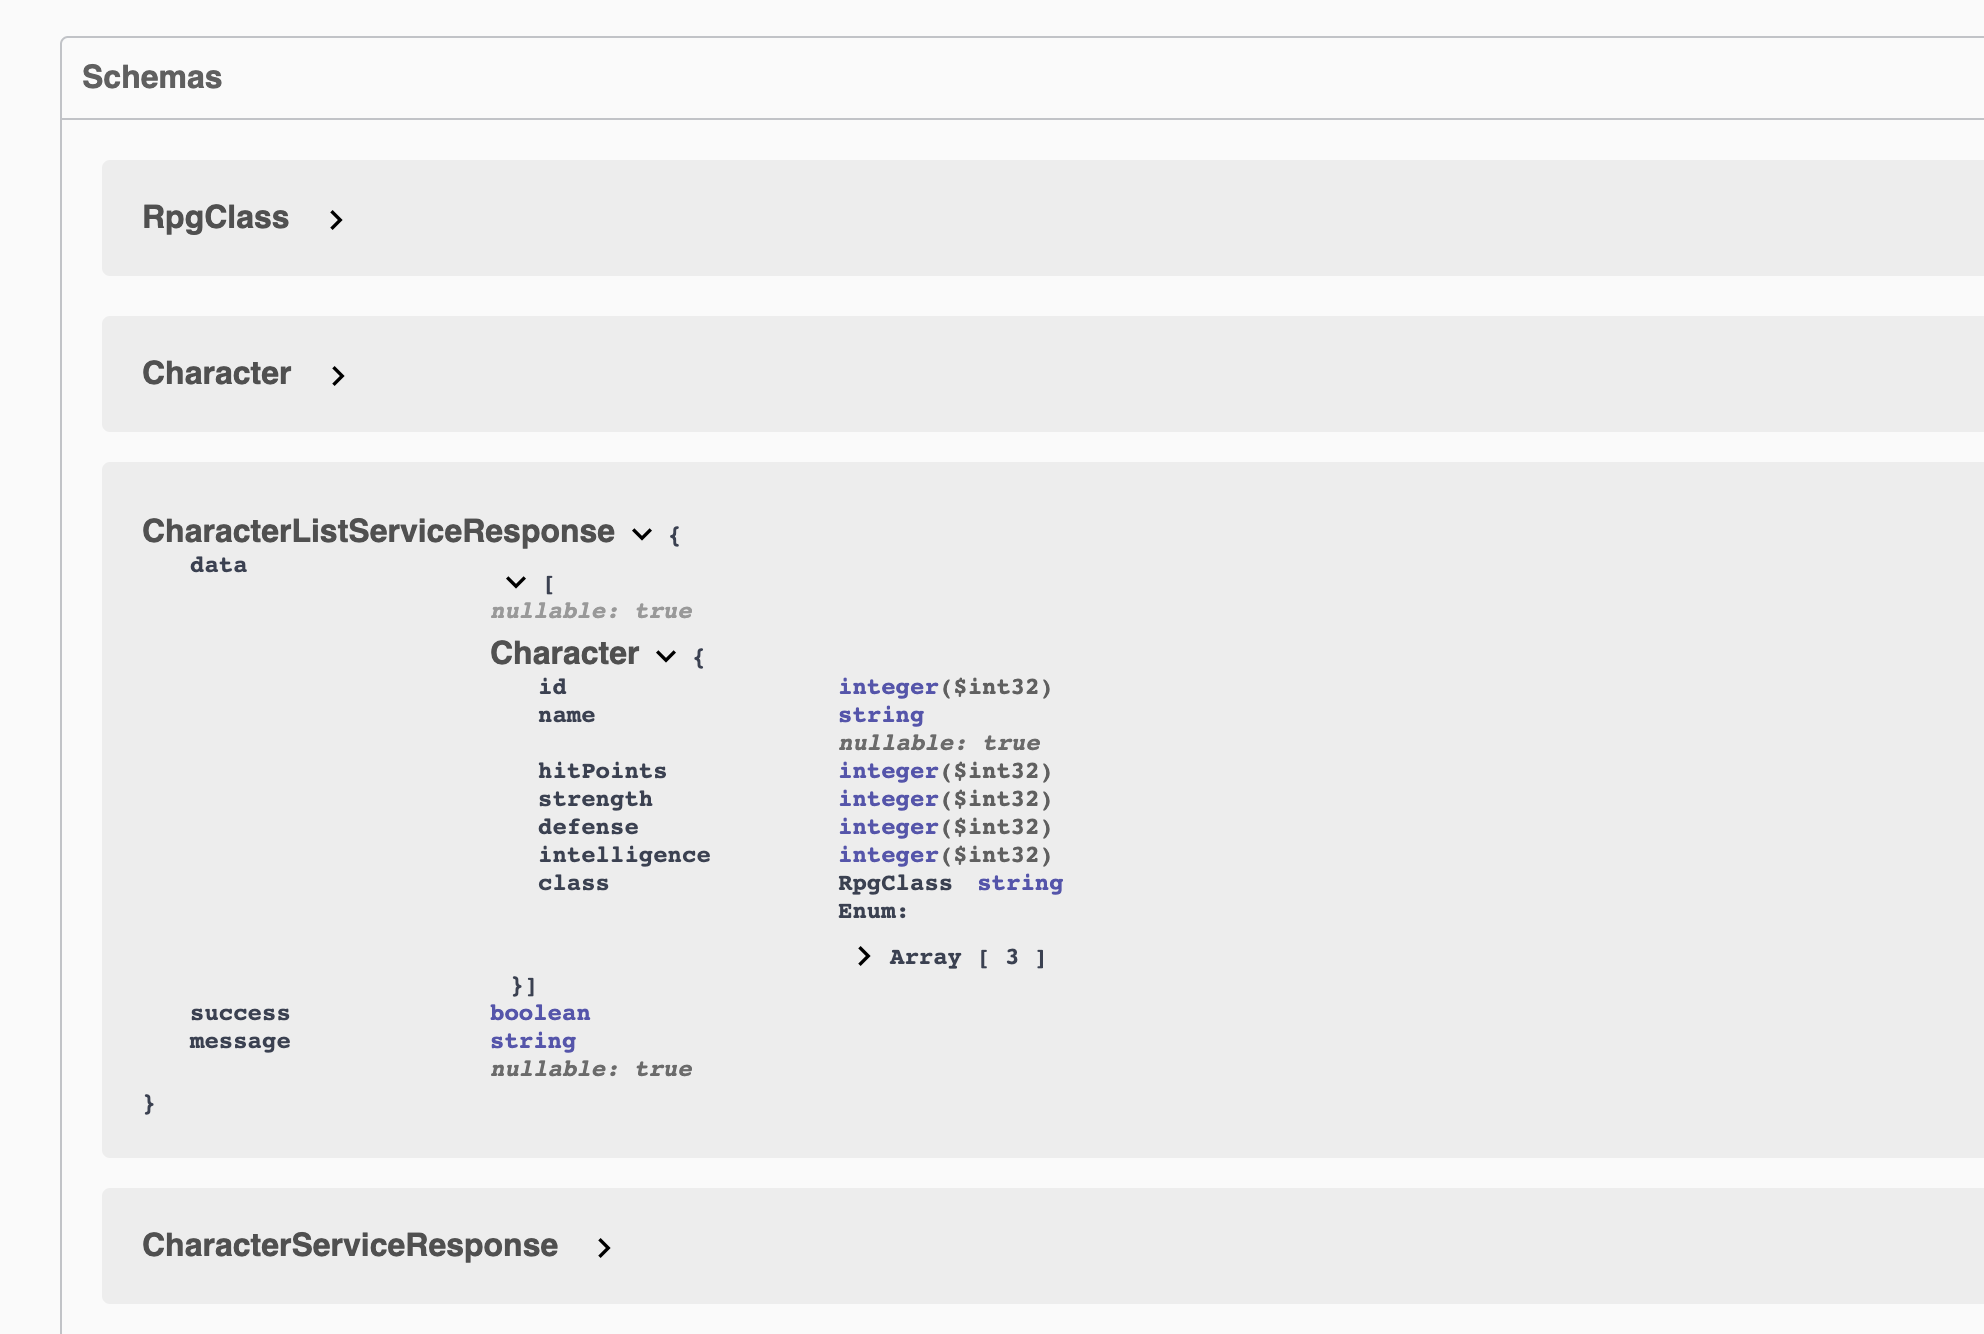 Schemas
RpgClass
Character
CharacterListServiceResponse {
data
[
nullable: true
Character {
id integer($int32)
name string
nullable: true
hitPoints integer($int32)
strength integer($int32)
defense integer($int32)
intelligence integer($int32)
class RpgClass string
Enum:
Array [ 3 ]
}]
success boolean
message string
nullable: true
}
CharacterServiceResponse